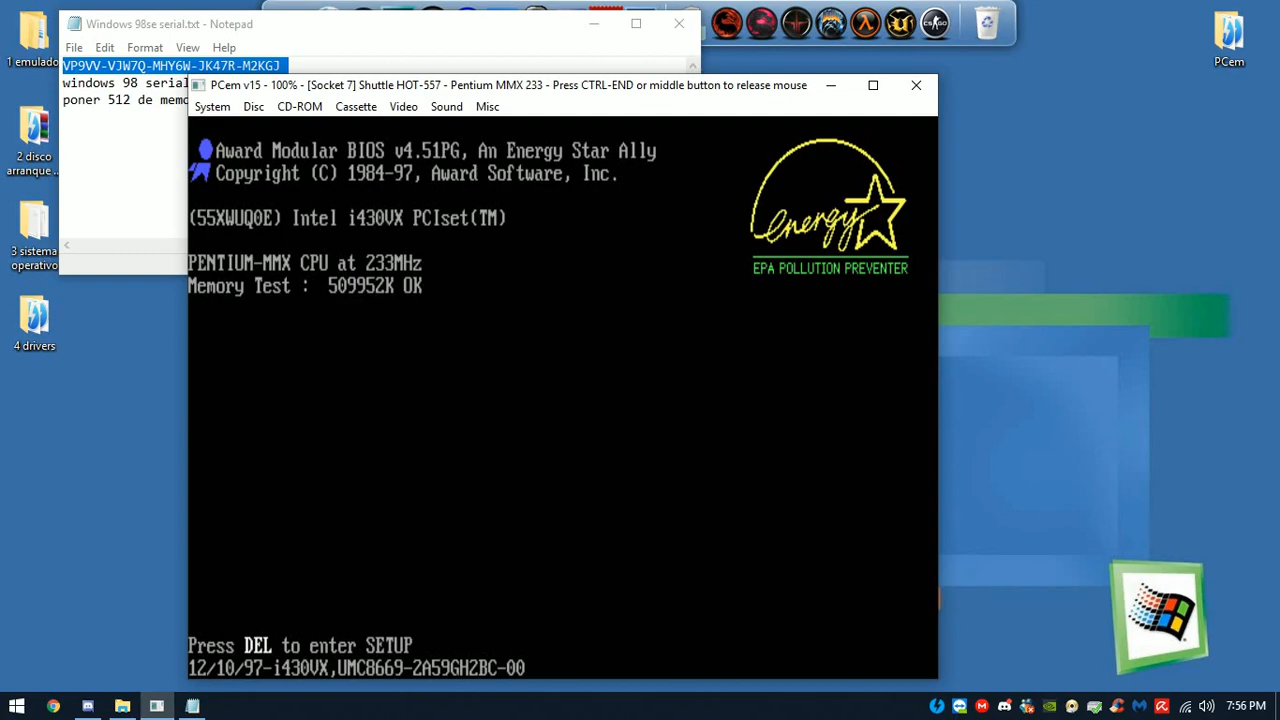 Windows 98se serial.txt - Notepad
File Edit Format View Help
VP9VV-VJW7Q-MHY6W-JK47R-M2KGJ
windows 98 serial
poner 512 de memo
PCem v15 - 100% - [Socket 7] Shuttle HOT-557 - Pentium MMX 233 - Press CTRL-END or middle button to release mouse
System Disc CD-ROM Cassette Video Sound Misc
Award Modular BIOS v4.51PG, An Energy Star Ally
Copyright (C) 1984-97, Award Software, Inc.
(55XWUQ0E) Intel i430VX PCIset(TM)
PENTIUM-MMX CPU at 233MHz
Memory Test : 509952K OK
energy
EPA POLLUTION PREVENTER
Press DEL to enter SETUP
12/10/97-i430VX,UMC8669-2A59GH2BC-00
1 emulado
2 disco
arranque ...
3 sistema
operativo
4 drivers
CS:GO
PCem
7:56 PM